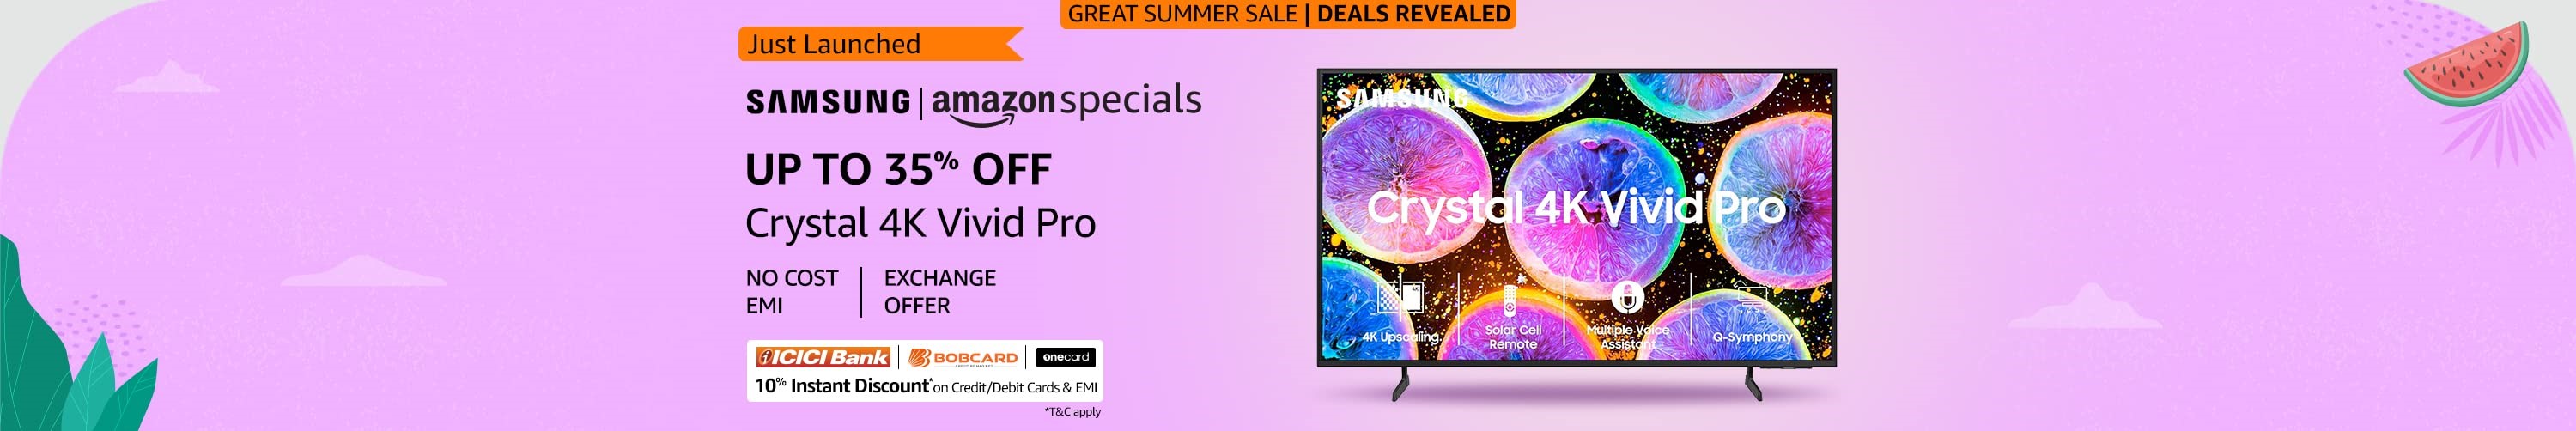 GREAT SUMMER SALE | DEALS REVEALED
Just Launched
SAMSUNG | amazon specials
UP TO 35% OFF
Crystal 4K Vivid Pro
NO COST EMI | EXCHANGE OFFER
ICICI Bank | BOBCARD | onecard
10% Instant Discount* on Credit/Debit Cards & EMI
*T&C apply
SAMSUNG
Crystal 4K Vivid Pro
4K
4K Upscaling
Solar Cell Remote
Multiple Voice Assistant
Q-Symphony